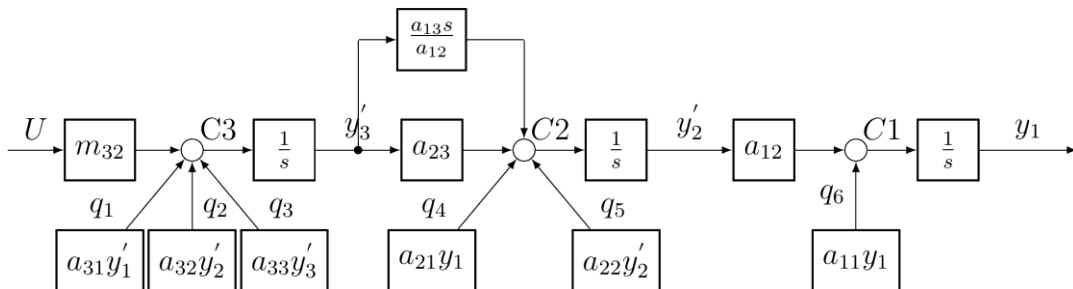 a₁₃s
a₁₂
U C3 y₃′ C2 y₂′ C1 y₁
m₃₂ 1/s a₂₃ 1/s a₁₂ 1/s
q₁ q₂ q₃ q₄ q₅ q₆
a₃₁y₁′ a₃₂y₂′ a₃₃y₃′ a₂₁y₁ a₂₂y₂′ a₁₁y₁